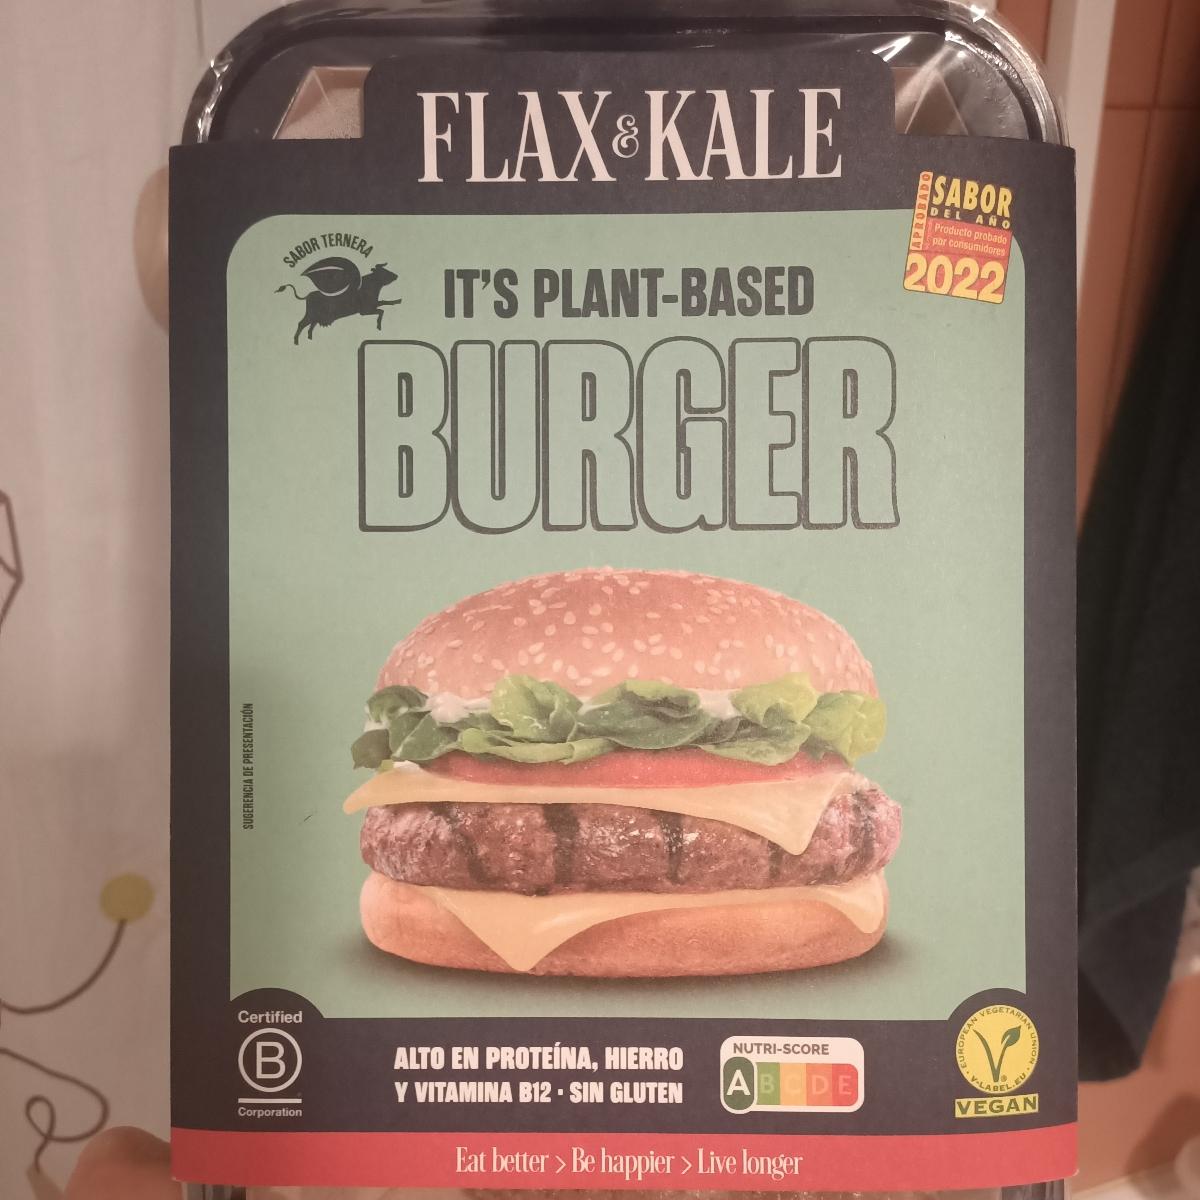 FLAX & KALE
SABOR TERNERA
IT'S PLANT-BASED
BURGER
APROBADO
SABOR
DEL AÑO
Producto probado
por consumidores
2022
SUGERENCIA DE PRESENTACIÓN
Certified
B
Corporation
ALTO EN PROTEÍNA, HIERRO
Y VITAMINA B12 · SIN GLUTEN
NUTRI-SCORE
A B C D E
EUROPEAN VEGETARIAN UNION
V-LABEL.EU
VEGAN
Eat better > Be happier > Live longer